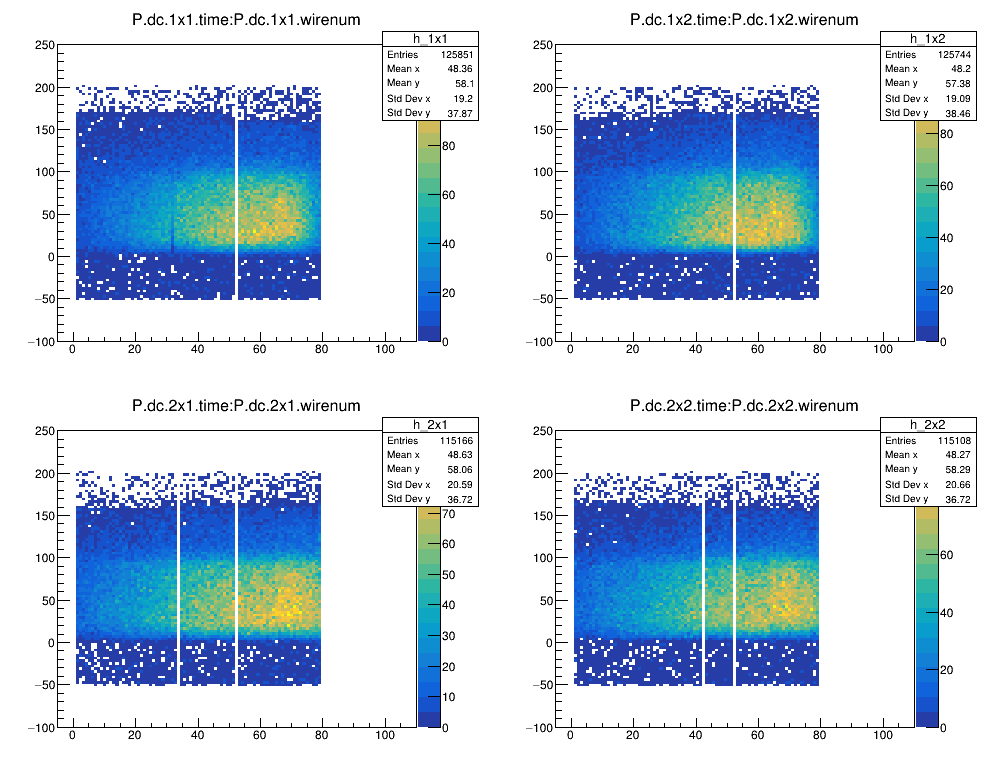 P.dc.1x1.time:P.dc.1x1.wirenum
h_1x1
Entries 125851
Mean x 48.36
Mean y 58.1
Std Dev x 19.2
Std Dev y 37.87
250
200
150
100
50
0
−50
−100
0 20 40 60 80 100
80
60
40
20
0
P.dc.1x2.time:P.dc.1x2.wirenum
h_1x2
Entries 125744
Mean x 48.2
Mean y 57.38
Std Dev x 19.09
Std Dev y 38.46
250
200
150
100
50
0
−50
−100
0 20 40 60 80 100
80
60
40
20
0
P.dc.2x1.time:P.dc.2x1.wirenum
h_2x1
Entries 115166
Mean x 48.63
Mean y 58.06
Std Dev x 20.59
Std Dev y 36.72
250
200
150
100
50
0
−50
−100
0 20 40 60 80 100
70
60
50
40
30
20
10
0
P.dc.2x2.time:P.dc.2x2.wirenum
h_2x2
Entries 115108
Mean x 48.27
Mean y 58.29
Std Dev x 20.66
Std Dev y 36.72
250
200
150
100
50
0
−50
−100
0 20 40 60 80 100
60
40
20
0